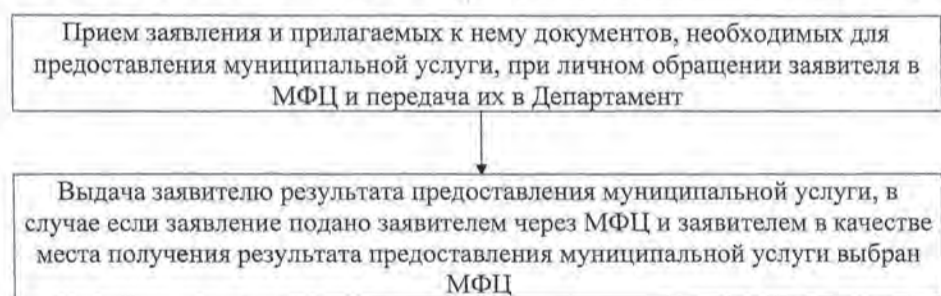 Прием заявления и прилагаемых к нему документов, необходимых для
предоставления муниципальной услуги, при личном обращении заявителя в
МФЦ и передача их в Департамент
Выдача заявителю результата предоставления муниципальной услуги, в
случае если заявление подано заявителем через МФЦ и заявителем в качестве
места получения результата предоставления муниципальной услуги выбран
МФЦ